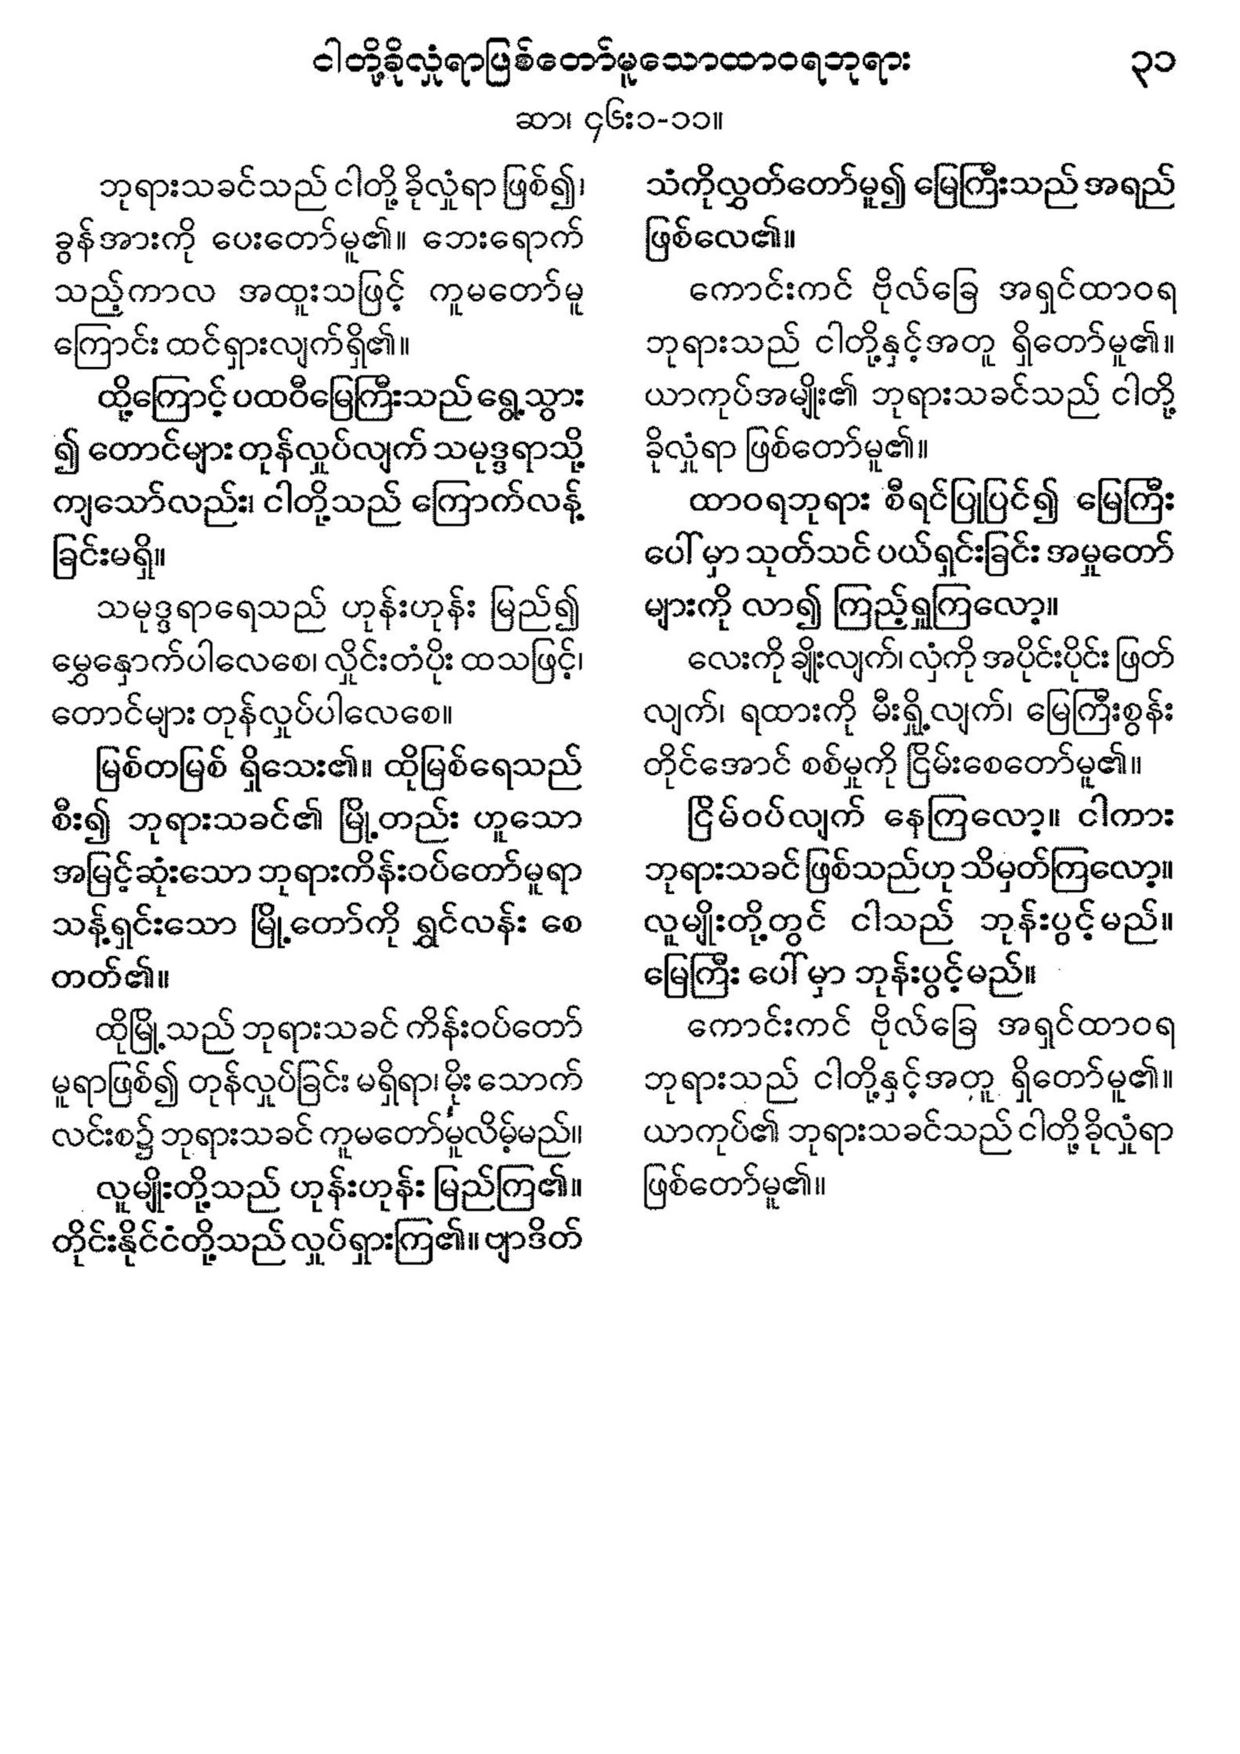 ငါတို့ခိုလှုံရာဖြစ်တော်မူသောထာဝရဘုရား ၃၁
ဆာ၊ ၄၆း၁-၁၁။
ဘုရားသခင်သည် ငါတို့ ခိုလှုံရာ ဖြစ်၍၊
ခွန်အားကို ပေးတော်မူ၏။ ဘေးရောက်
သည့်ကာလ အထူးသဖြင့် ကူမတော်မူ
ကြောင်း ထင်ရှားလျက်ရှိ၏။
ထို့ကြောင့် ပထဝီမြေကြီးသည် ရွေ့သွား
၍ တောင်များ တုန်လှုပ်လျက် သမုဒ္ဒရာသို့
ကျသော်လည်း၊ ငါတို့သည် ကြောက်လန့်
ခြင်းမရှိ။
သမုဒ္ဒရာရေသည် ဟုန်းဟုန်း မြည်၍
မွှေနှောက်ပါလေစေ၊ လှိုင်းတံပိုး ထသဖြင့်၊
တောင်များ တုန်လှုပ်ပါလေစေ။
မြစ်တမြစ် ရှိသေး၏။ ထိုမြစ်ရေသည်
စီး၍ ဘုရားသခင်၏ မြို့တည်း ဟူသော
အမြင့်ဆုံးသော ဘုရားကိန်းဝပ်တော်မူရာ
သန့်ရှင်းသော မြို့တော်ကို ရွှင်လန်း စေ
တတ်၏။
ထိုမြို့သည် ဘုရားသခင် ကိန်းဝပ်တော်
မူရာဖြစ်၍ တုန်လှုပ်ခြင်း မရှိရာ၊ မိုး သောက်
လင်းစ၌ ဘုရားသခင် ကူမတော်မူလိမ့်မည်။
လူမျိုးတို့သည် ဟုန်းဟုန်း မြည်ကြ၏။
တိုင်းနိုင်ငံတို့သည် လှုပ်ရှားကြ၏။ ဗျာဒိတ်
သံကိုလွှတ်တော်မူ၍ မြေကြီးသည် အရည်
ဖြစ်လေ၏။
ကောင်းကင် ဗိုလ်ခြေ အရှင်ထာဝရ
ဘုရားသည် ငါတို့နှင့်အတူ ရှိတော်မူ၏။
ယာကုပ်အမျိုး၏ ဘုရားသခင်သည် ငါတို့
ခိုလှုံရာ ဖြစ်တော်မူ၏။
ထာဝရဘုရား စီရင်ပြုပြင်၍ မြေကြီး
ပေါ်မှာ သုတ်သင် ပယ်ရှင်းခြင်း အမှုတော်
များကို လာ၍ ကြည့်ရှုကြလော့။
လေးကို ချိုးလျက်၊ လှံကို အပိုင်းပိုင်း ဖြတ်
လျက်၊ ရထားကို မီးရှို့လျက်၊ မြေကြီးစွန်း
တိုင်အောင် စစ်မှုကို ငြိမ်းစေတော်မူ၏။
ငြိမ်ဝပ်လျက် နေကြလော့။ ငါကား
ဘုရားသခင် ဖြစ်သည်ဟု သိမှတ်ကြလော့။
လူမျိုးတို့တွင် ငါသည် ဘုန်းပွင့်မည်။
မြေကြီး ပေါ်မှာ ဘုန်းပွင့်မည်။
ကောင်းကင် ဗိုလ်ခြေ အရှင်ထာဝရ
ဘုရားသည် ငါတို့နှင့်အတူ ရှိတော်မူ၏။
ယာကုပ်၏ ဘုရားသခင်သည် ငါတို့ ခိုလှုံရာ
ဖြစ်တော်မူ၏။